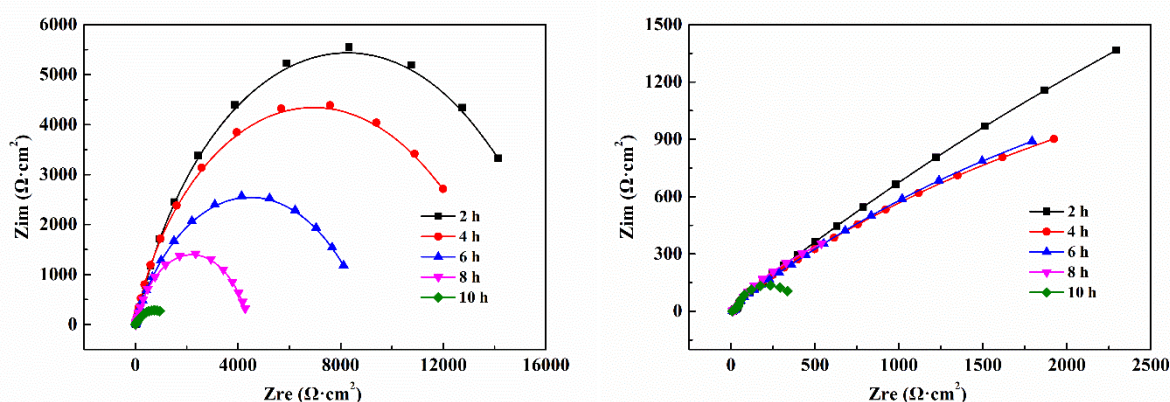 6000
5000
4000
3000
2000
1000
0
Zim (Ω·cm²)
2 h
4 h
6 h
8 h
10 h
0 4000 8000 12000 16000
Zre (Ω·cm²)
1500
1200
900
600
300
0
Zim (Ω·cm²)
2 h
4 h
6 h
8 h
10 h
0 500 1000 1500 2000 2500
Zre (Ω·cm²)